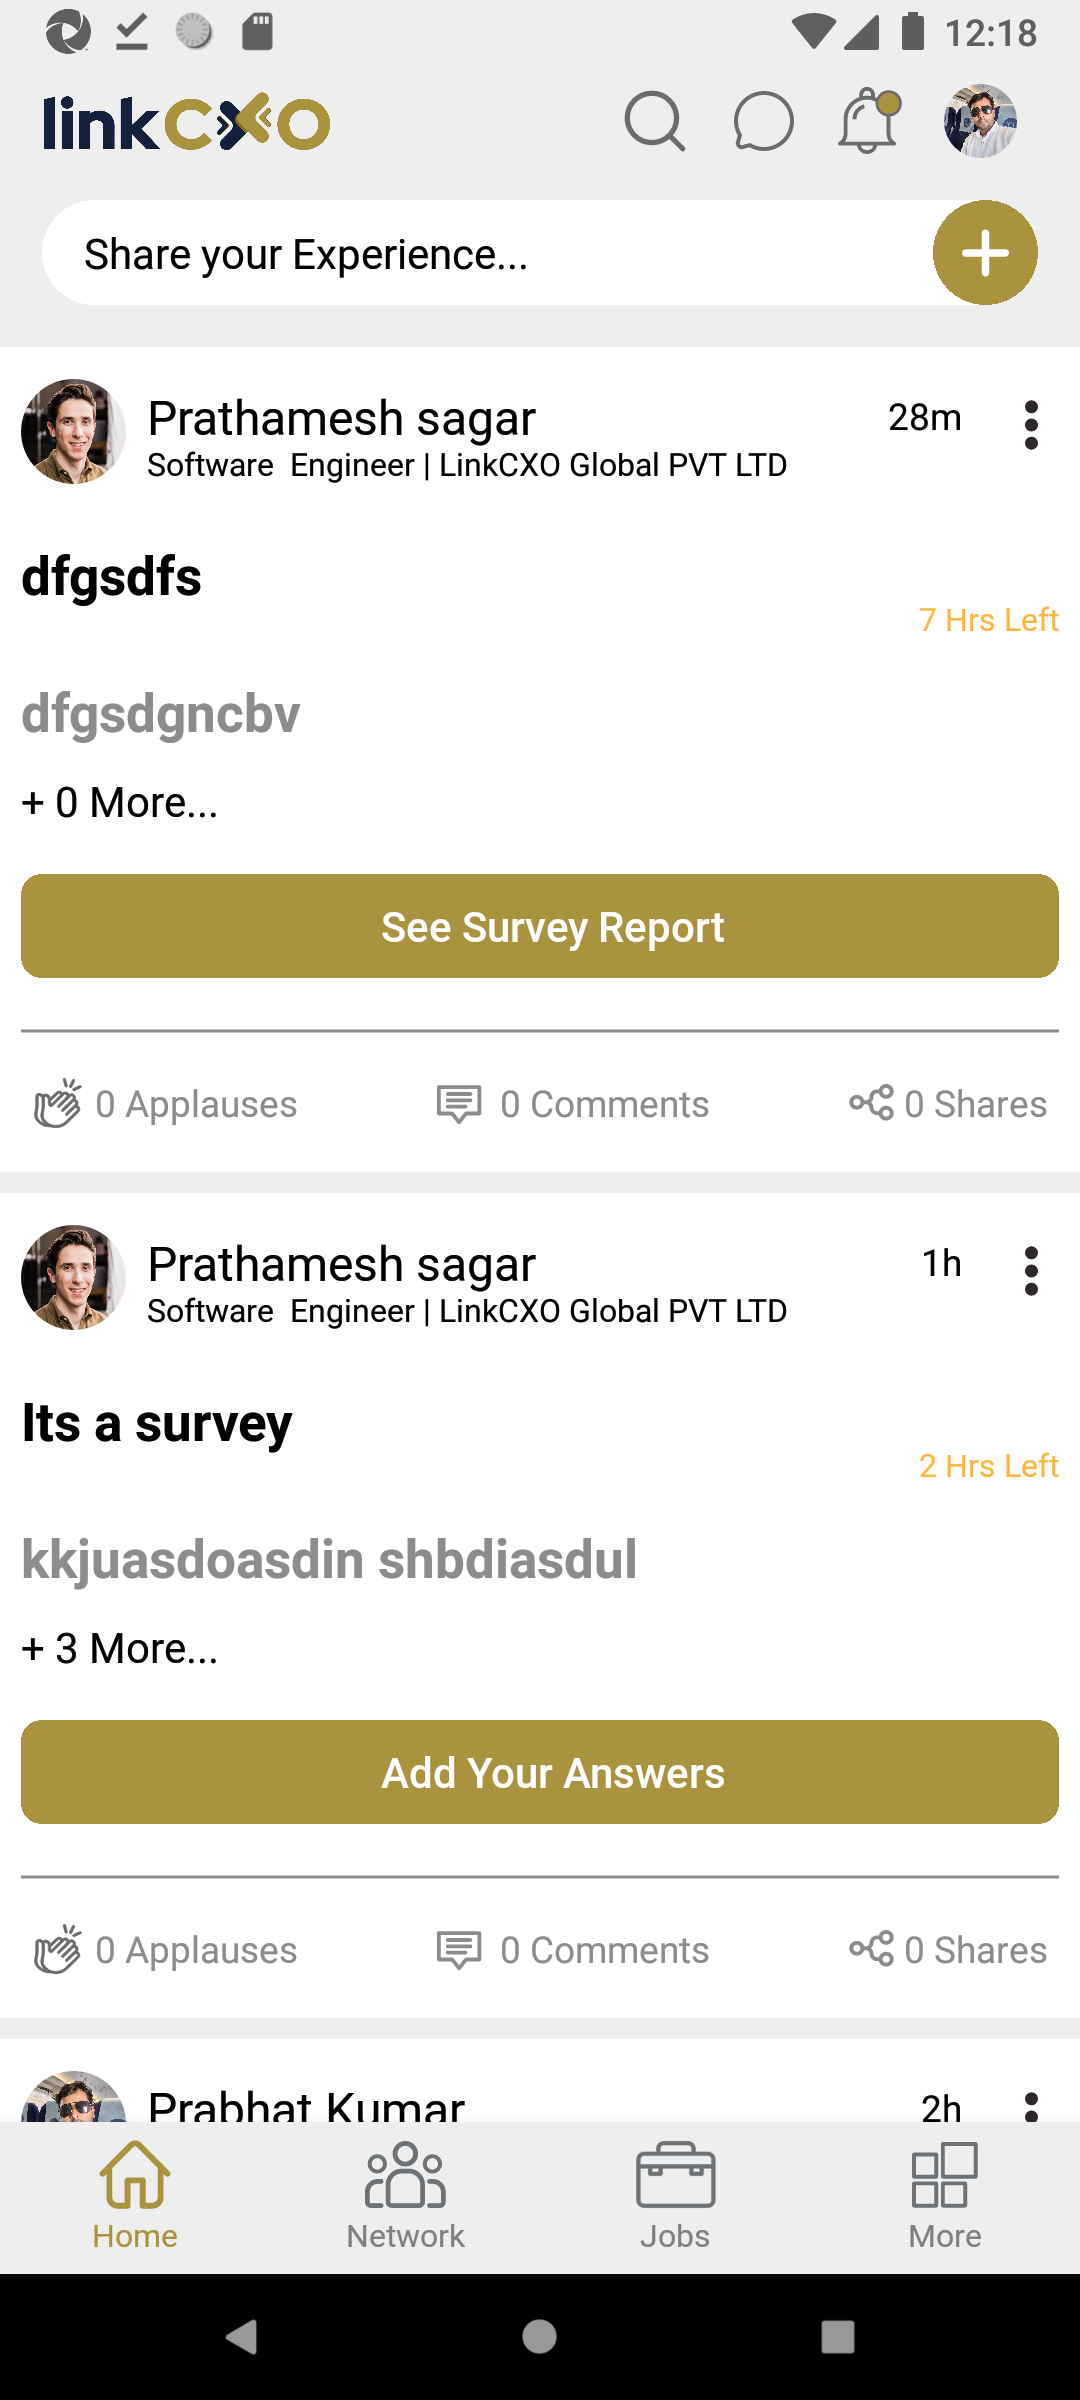 12:18
linkCXO
Share your Experience...
Prathamesh sagar
28m
Software  Engineer | LinkCXO Global PVT LTD
dfgsdfs
7 Hrs Left
dfgsdgncbv
+ 0 More...
See Survey Report
0 Applauses
0 Comments
0 Shares
Prathamesh sagar
1h
Software  Engineer | LinkCXO Global PVT LTD
Its a survey
2 Hrs Left
kkjuasdoasdin shbdiasdul
+ 3 More...
Add Your Answers
0 Applauses
0 Comments
0 Shares
Prabhat Kumar
2h
Home
Network
Jobs
More